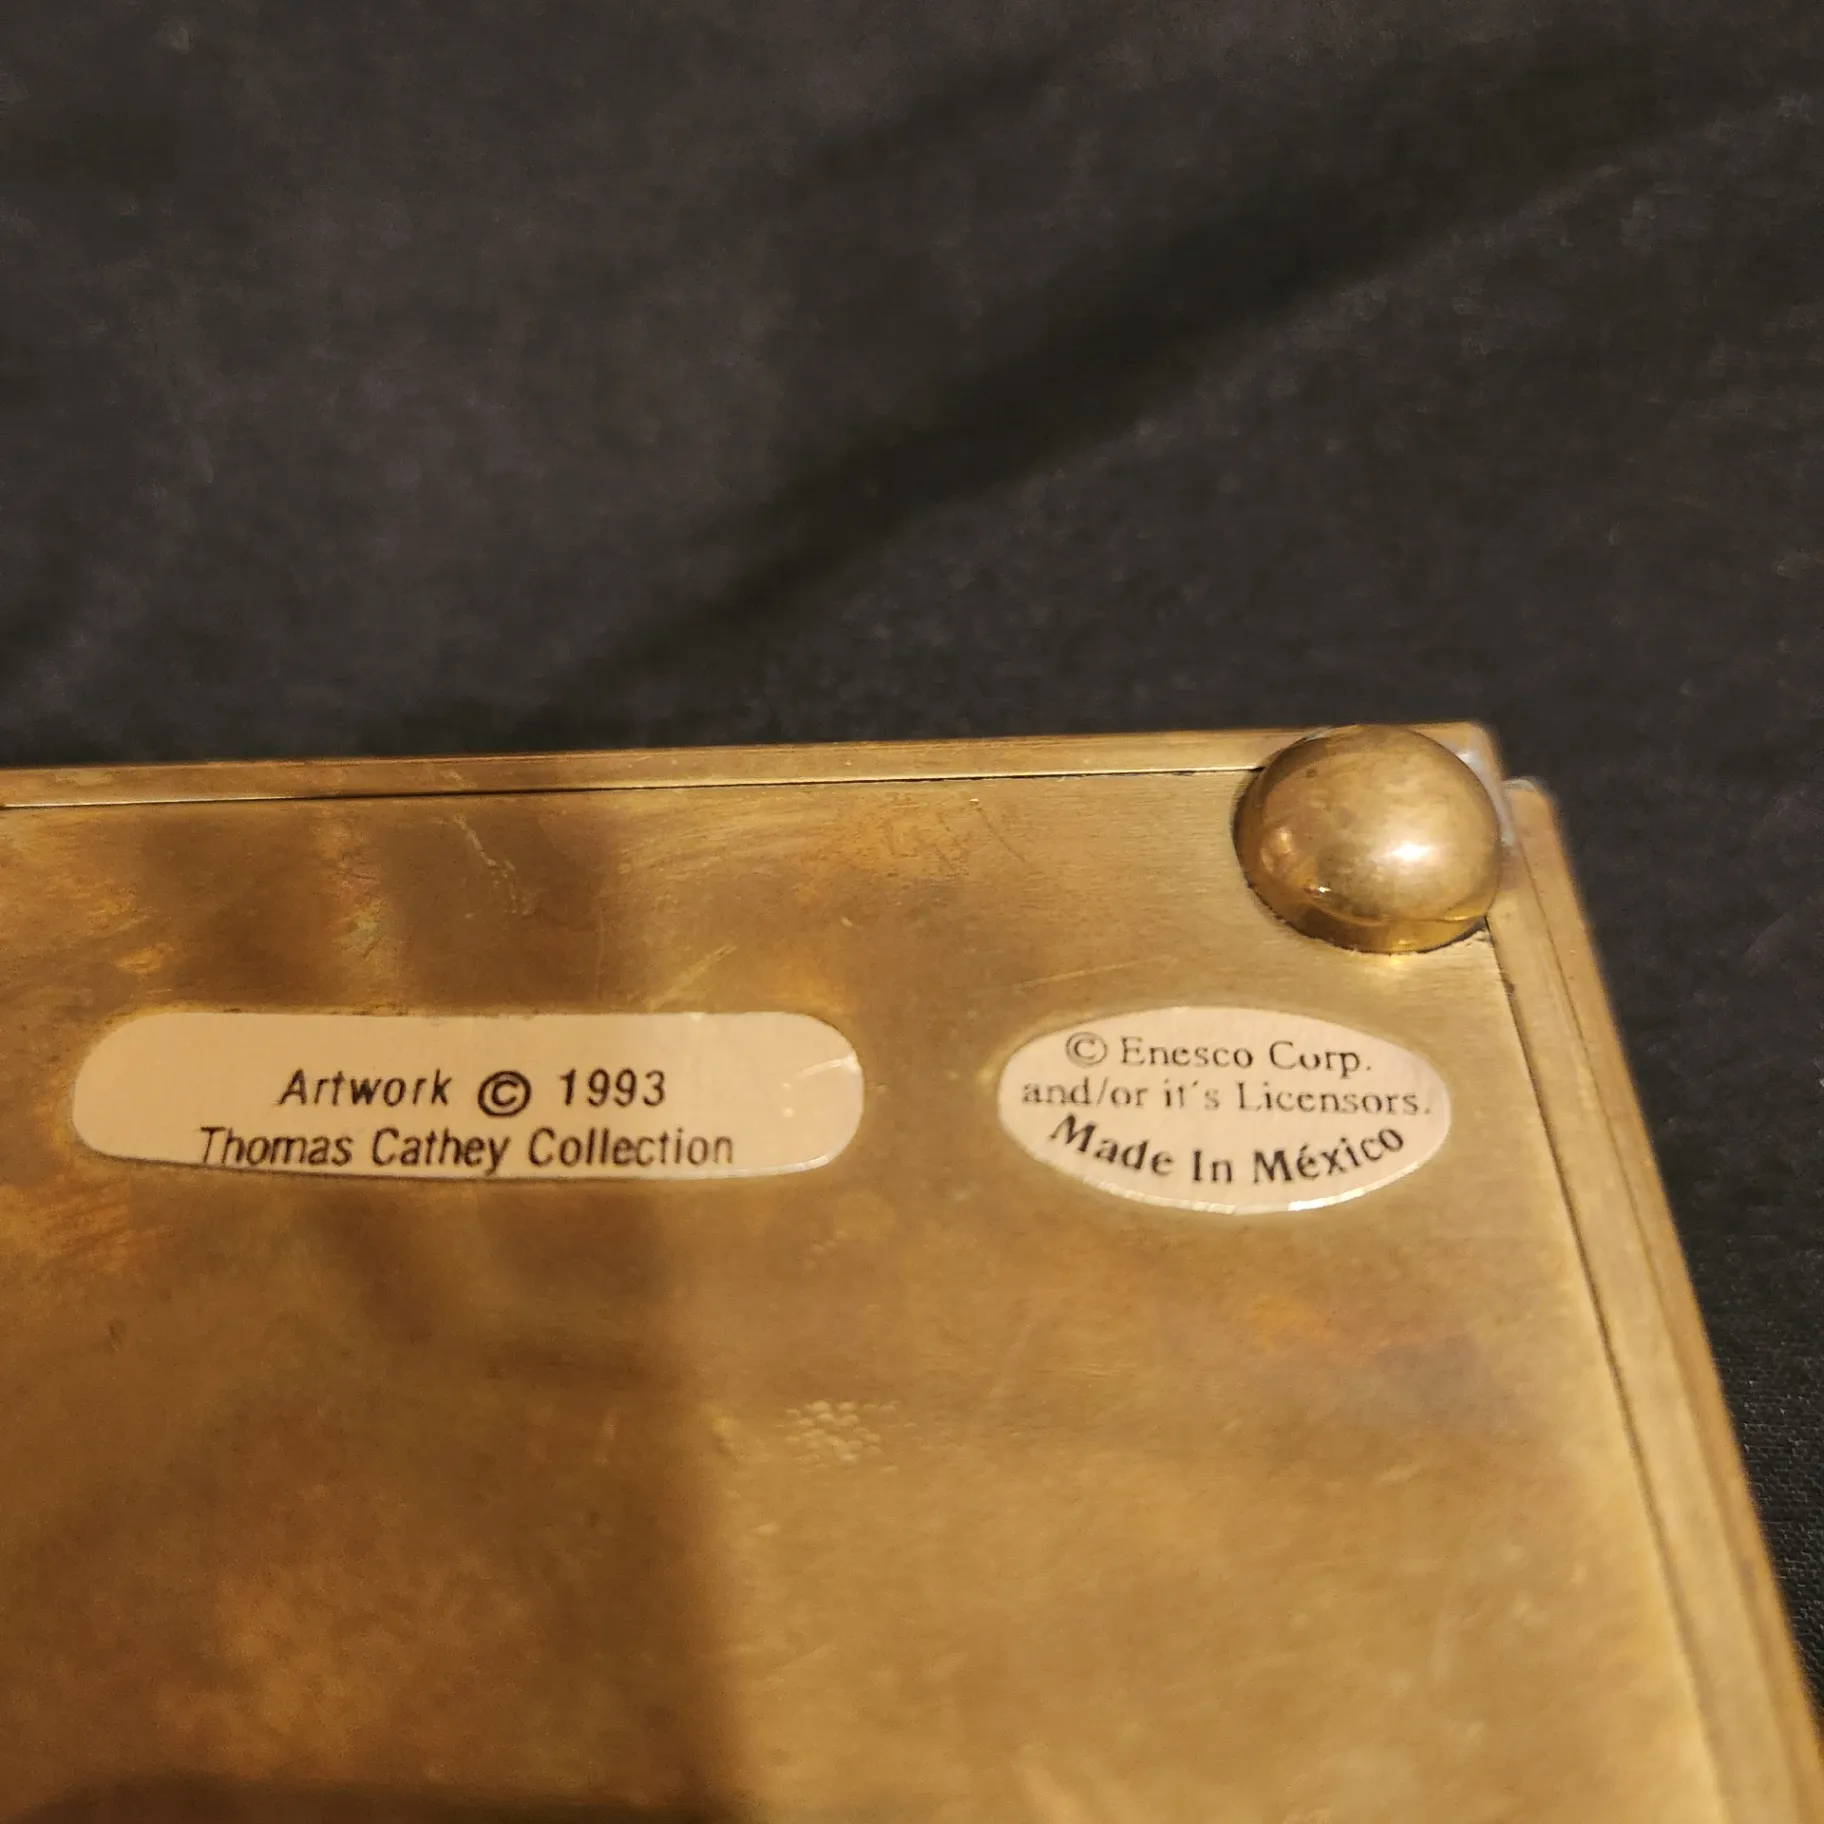 Artwork © 1993
Thomas Cathey Collection
© Enesco Corp.
and/or it's Licensors.
Made In México